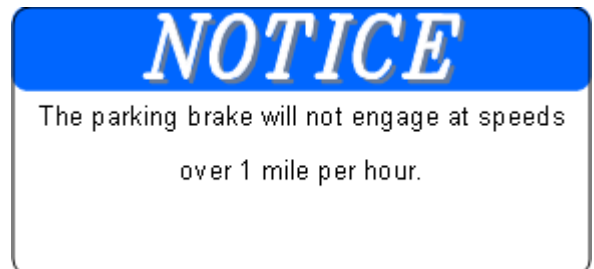 NOTICE
The parking brake will not engage at speeds
over 1 mile per hour.